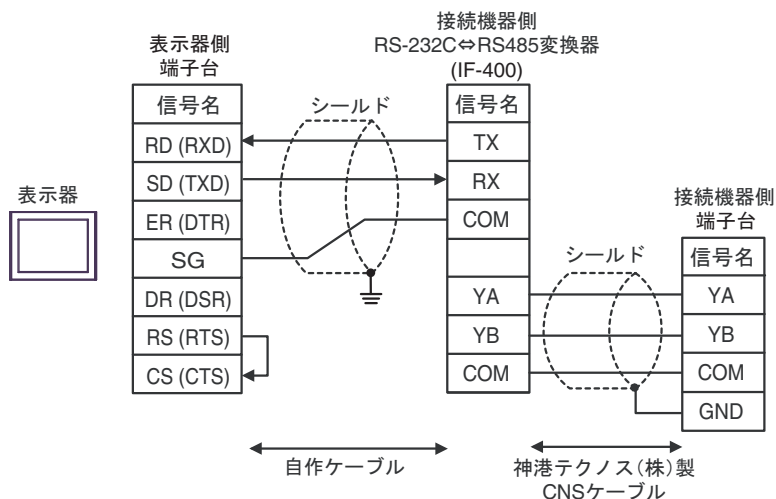 接続機器側
RS-232C⇔RS485変換器
(IF-400)
表示器側
端子台
信号名
RD (RXD)
SD (TXD)
ER (DTR)
SG
DR (DSR)
RS (RTS)
CS (CTS)
シールド
信号名
TX
RX
COM
YA
YB
COM
表示器
シールド
接続機器側
端子台
信号名
YA
YB
COM
GND
自作ケーブル
神港テクノス(株)製
CNSケーブル